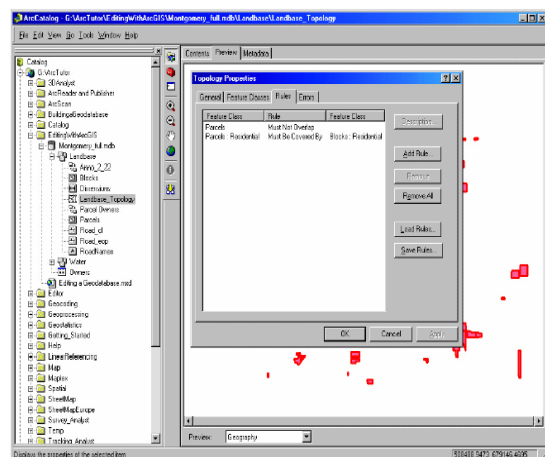 ArcCatalog - G:\ArcTutor\EditingWithArcGIS\Montgomery_full.mdb\Landbase\Landbase_Topology
File Edit View Go Tools Window Help
Catalog
G:\ArcTutor
3DAnalyst
ArcReader and Publisher
ArcScan
BuildingaGeodatabase
Catalog
EditingWithArcGIS
Montgomery_full.mdb
Landbase
Anno_2_22
Blocks
Dimensions
Landbase_Topology
Parcel Owners
Parcels
Road_cl
Road_eop
RoadNames
Water
Owners
Editing a Geodatabase.mxd
Editor
Geocoding
Geoprocessing
Geostatistics
Getting_Started
Help
LinearReferencing
Map
Maplex
Spatial
StreetMap
StreetMapEurope
Survey_Analyst
Temp
Tracking_Analyst
Contents Preview Metadata
Topology Properties
General Feature Classes Rules Errors
Feature Class Rule Feature Class
Parcels Must Not Overlap
Parcels : Residential Must Be Covered By Blocks : Residential
Description...
Add Rule
Remove
Remove All
Load Rules...
Save Rules...
OK Cancel Apply
Preview: Geography
Displays the properties of the selected item